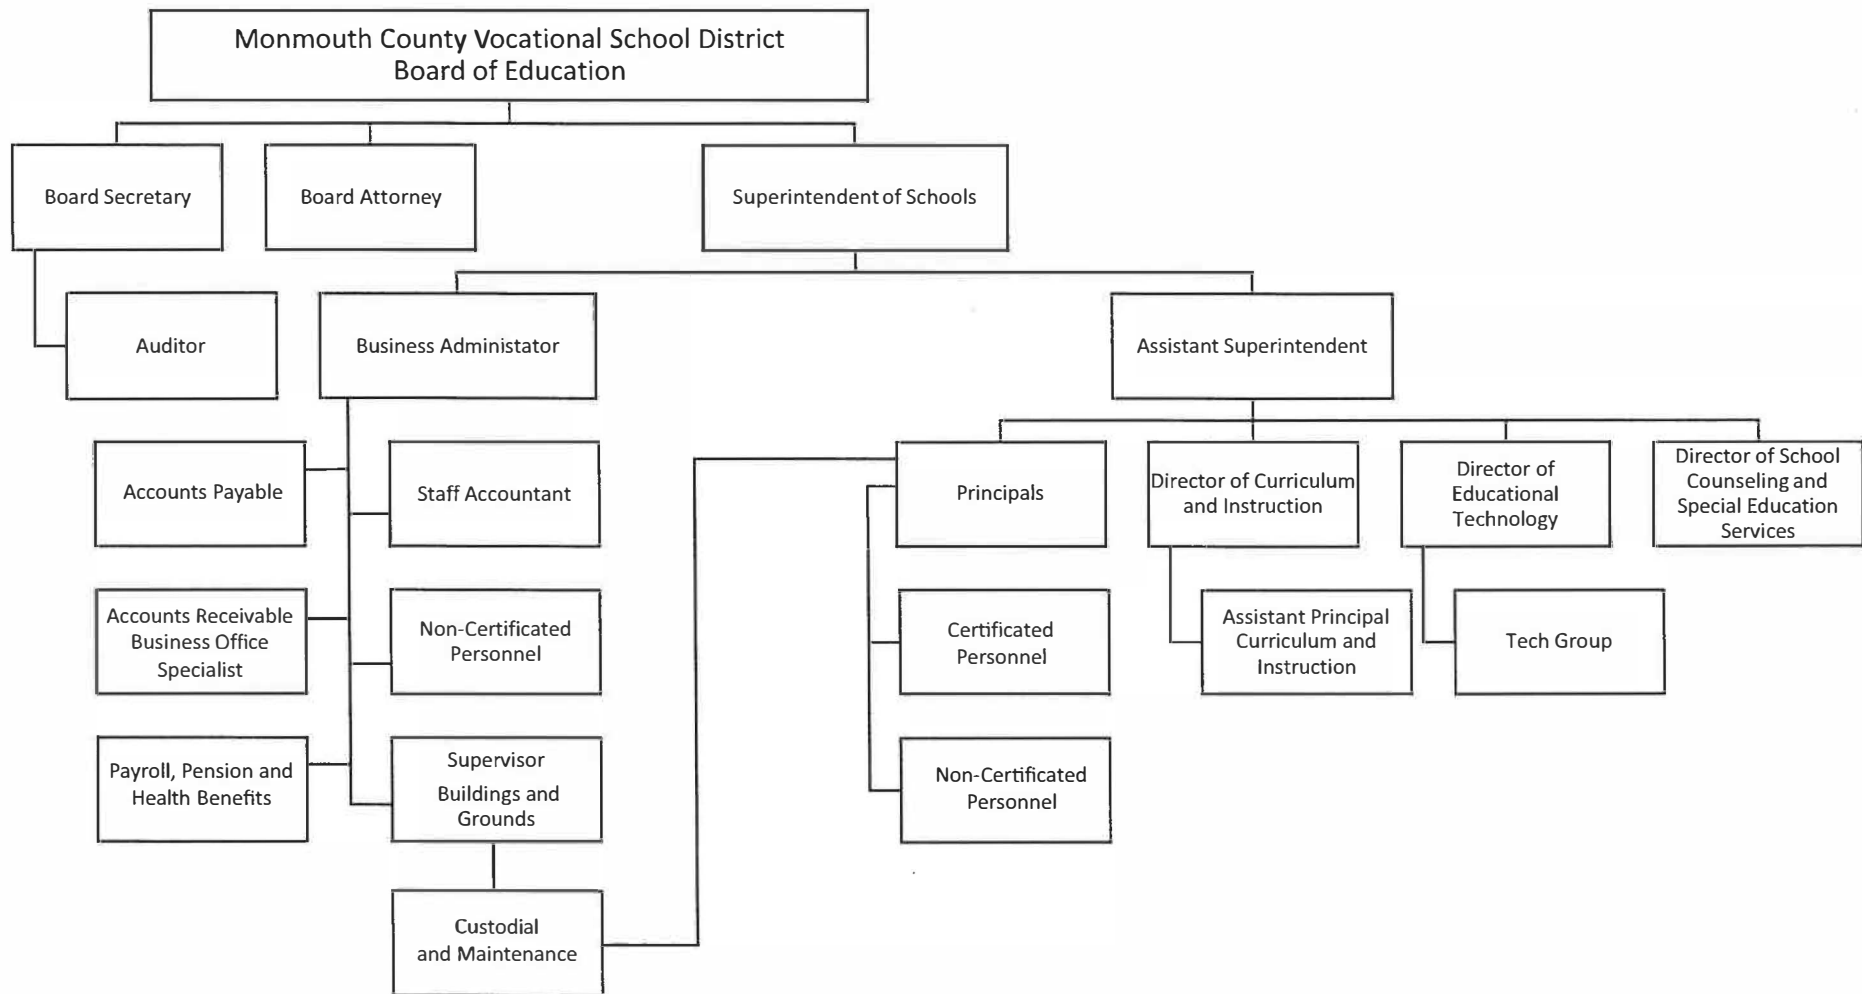 Monmouth County Vocational School District
Board of Education
Board Secretary
Board Attorney
Superintendent of Schools
Auditor
Business Administator
Assistant Superintendent
Accounts Payable
Staff Accountant
Principals
Director of Curriculum
and Instruction
Director of
Educational
Technology
Director of School
Counseling and
Special Education
Services
Accounts Receivable
Business Office
Specialist
Non-Certificated
Personnel
Certificated
Personnel
Assistant Principal
Curriculum and
Instruction
Tech Group
Payroll, Pension and
Health Benefits
Supervisor
Buildings and
Grounds
Non-Certificated
Personnel
Custodial
and Maintenance